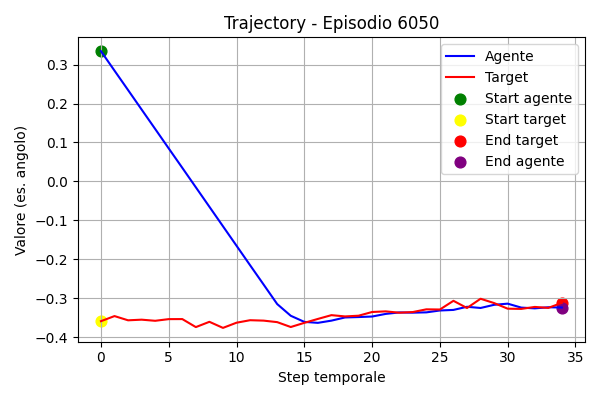 Trajectory - Episodio 6050
Agente
Target
Start agente
Start target
End target
End agente
Valore (es. angolo)
0.3
0.2
0.1
0.0
−0.1
−0.2
−0.3
−0.4
0 5 10 15 20 25 30 35
Step temporale